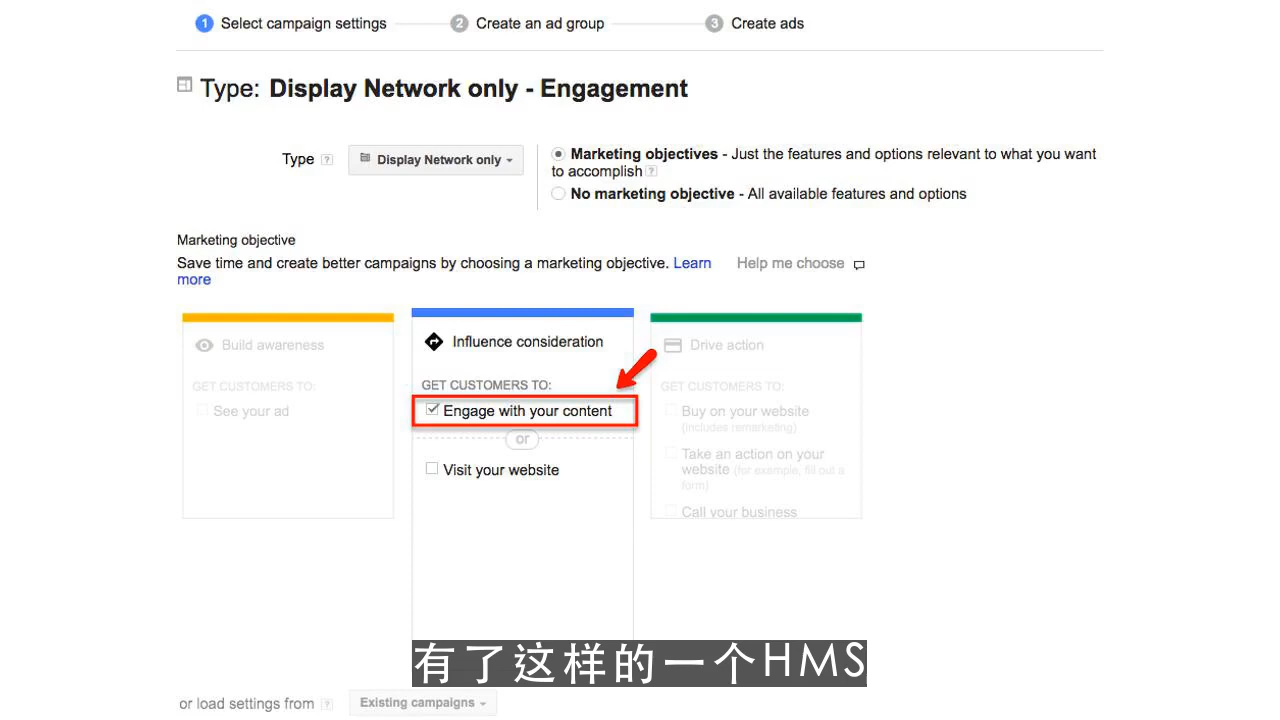 1 Select campaign settings 2 Create an ad group 3 Create ads
Type: Display Network only - Engagement
Type ? Display Network only
Marketing objectives - Just the features and options relevant to what you want
to accomplish ?
No marketing objective - All available features and options
Marketing objective
Save time and create better campaigns by choosing a marketing objective. Learn
more
Help me choose
Build awareness
GET CUSTOMERS TO:
See your ad
Influence consideration
GET CUSTOMERS TO:
Engage with your content
or
Visit your website
Drive action
GET CUSTOMERS TO:
Buy on your website
(includes remarketing)
Take an action on your
website (for example, fill out a
form)
Call your business
有了这样的一个HMS
or load settings from ? Existing campaigns